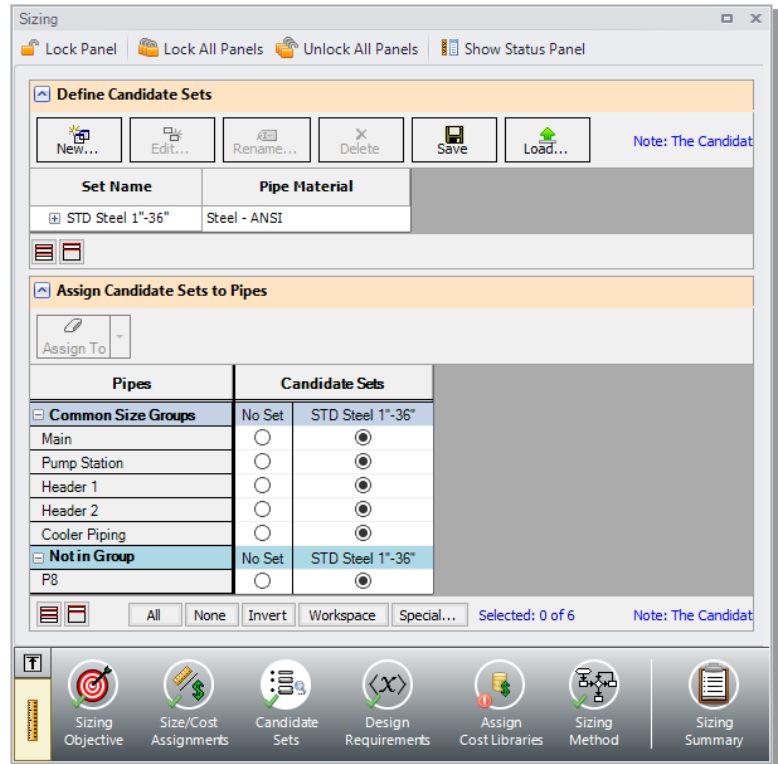 Sizing
Lock Panel Lock All Panels Unlock All Panels Show Status Panel
Define Candidate Sets
New... Edit... Rename... Delete Save Load... Note: The Candidat
Set Name Pipe Material
STD Steel 1"-36" Steel - ANSI
Assign Candidate Sets to Pipes
Assign To
Pipes Candidate Sets
Common Size Groups No Set STD Steel 1"-36"
Main
Pump Station
Header 1
Header 2
Cooler Piping
Not in Group No Set STD Steel 1"-36"
P8
All None Invert Workspace Special... Selected: 0 of 6 Note: The Candidat
$ (x) $
Sizing Size/Cost Candidate Design Assign Sizing Sizing
Objective Assignments Sets Requirements Cost Libraries Method Summary